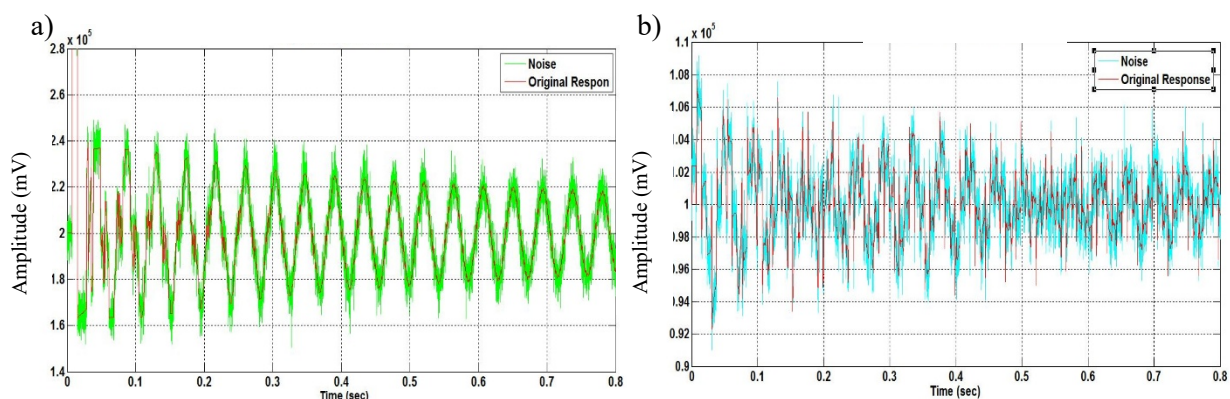 a)
x 10⁵
2.8
2.6
2.4
2.2
2
1.8
1.6
1.4
Amplitude (mV)
Noise
Original Respon
0 0.1 0.2 0.3 0.4 0.5 0.6 0.7 0.8
Time (sec)
b)
x 10⁵
1.1
1.08
1.06
1.04
1.02
1
0.98
0.96
0.94
0.92
0.9
Amplitude (mV)
Noise
Original Response
0 0.1 0.2 0.3 0.4 0.5 0.6 0.7 0.8
Time (sec)